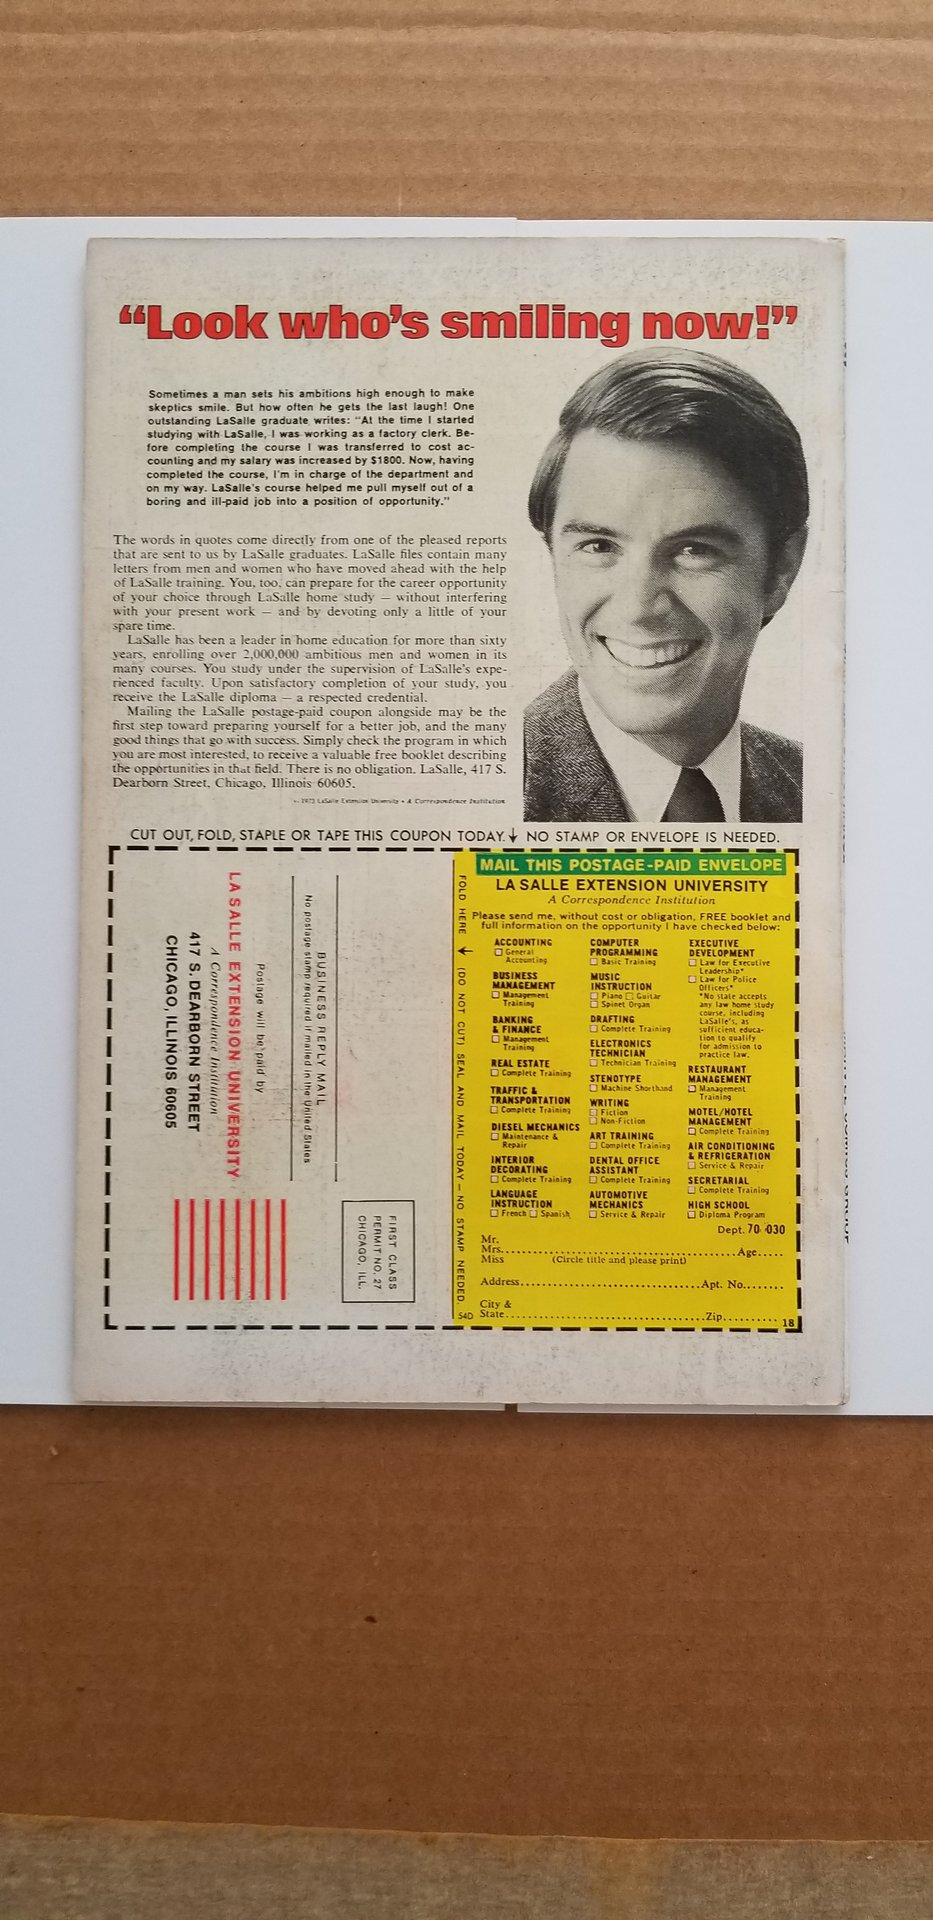 “Look who’s smiling now!”
Sometimes a man sets his ambitions high enough to make
skeptics smile. But how often he gets the last laugh! One
outstanding LaSalle graduate writes: “At the time I started
studying with LaSalle, I was working as a factory clerk. Be-
fore completing the course I was transferred to cost ac-
counting and my salary was increased by $1800. Now, having
completed the course, I’m in charge of the department and
on my way. LaSalle’s course helped me pull myself out of a
boring and ill-paid job into a position of opportunity.”
The words in quotes come directly from one of the pleased reports
that are sent to us by LaSalle graduates. LaSalle files contain many
letters from men and women who have moved ahead with the help
of LaSalle training. You, too, can prepare for the career opportunity
of your choice through LaSalle home study — without interfering
with your present work — and by devoting only a little of your
spare time.
LaSalle has been a leader in home education for more than sixty
years, enrolling over 2,000,000 ambitious men and women in its
many courses. You study under the supervision of LaSalle’s expe-
rienced faculty. Upon satisfactory completion of your study, you
receive the LaSalle diploma — a respected credential.
Mailing the LaSalle postage-paid coupon alongside may be the
first step toward preparing yourself for a better job, and the many
good things that go with success. Simply check the program in which
you are most interested, to receive a valuable free booklet describing
the opportunities in that field. There is no obligation. LaSalle, 417 S.
Dearborn Street, Chicago, Illinois 60605.
LaSalle Extension University • A Correspondence Institution
CUT OUT, FOLD, STAPLE OR TAPE THIS COUPON TODAY ↓ NO STAMP OR ENVELOPE IS NEEDED.
FIRST CLASS
PERMIT NO. 27
CHICAGO, ILL.
BUSINESS REPLY MAIL
No postage stamp required if mailed in the United States
Postage will be paid by
LA SALLE EXTENSION UNIVERSITY
A Correspondence Institution
417 S. DEARBORN STREET
CHICAGO, ILLINOIS 60605
FOLD HERE ↓ (DO NOT CUT) SEAL AND MAIL TODAY — NO STAMP NEEDED.
S4D
MAIL THIS POSTAGE-PAID ENVELOPE
LA SALLE EXTENSION UNIVERSITY
A Correspondence Institution
Please send me, without cost or obligation, FREE booklet and
full information on the opportunity I have checked below:
ACCOUNTING
☐ General
Accounting
BUSINESS
MANAGEMENT
☐ Management
Training
BANKING
& FINANCE
☐ Management
Training
REAL ESTATE
☐ Complete Training
TRAFFIC &
TRANSPORTATION
☐ Complete Training
DIESEL MECHANICS
☐ Maintenance &
Repair
INTERIOR
DECORATING
☐ Complete Training
LANGUAGE
INSTRUCTION
☐ French ☐ Spanish
COMPUTER
PROGRAMMING
☐ Basic Training
MUSIC
INSTRUCTION
☐ Piano ☐ Guitar
☐ Spinet Organ
DRAFTING
☐ Complete Training
ELECTRONICS
TECHNICIAN
☐ Technician Training
STENOTYPE
☐ Machine Shorthand
WRITING
☐ Fiction
☐ Non-Fiction
ART TRAINING
☐ Complete Training
DENTAL OFFICE
ASSISTANT
☐ Complete Training
AUTOMOTIVE
MECHANICS
☐ Service & Repair
EXECUTIVE
DEVELOPMENT
☐ Law for Executive
Leadership*
☐ Law for Police
Officers*
*No state accepts
any law home study
course, including
LaSalle’s, as
sufficient educa-
tion to qualify
for admission to
practice law.
RESTAURANT
MANAGEMENT
☐ Management
Training
MOTEL/HOTEL
MANAGEMENT
☐ Complete Training
AIR CONDITIONING
& REFRIGERATION
☐ Service & Repair
SECRETARIAL
☐ Complete Training
HIGH SCHOOL
☐ Diploma Program
Dept. 70-030
Mr.
Mrs. Age
Miss (Circle title and please print)
Address Apt. No.
City &
State Zip
18